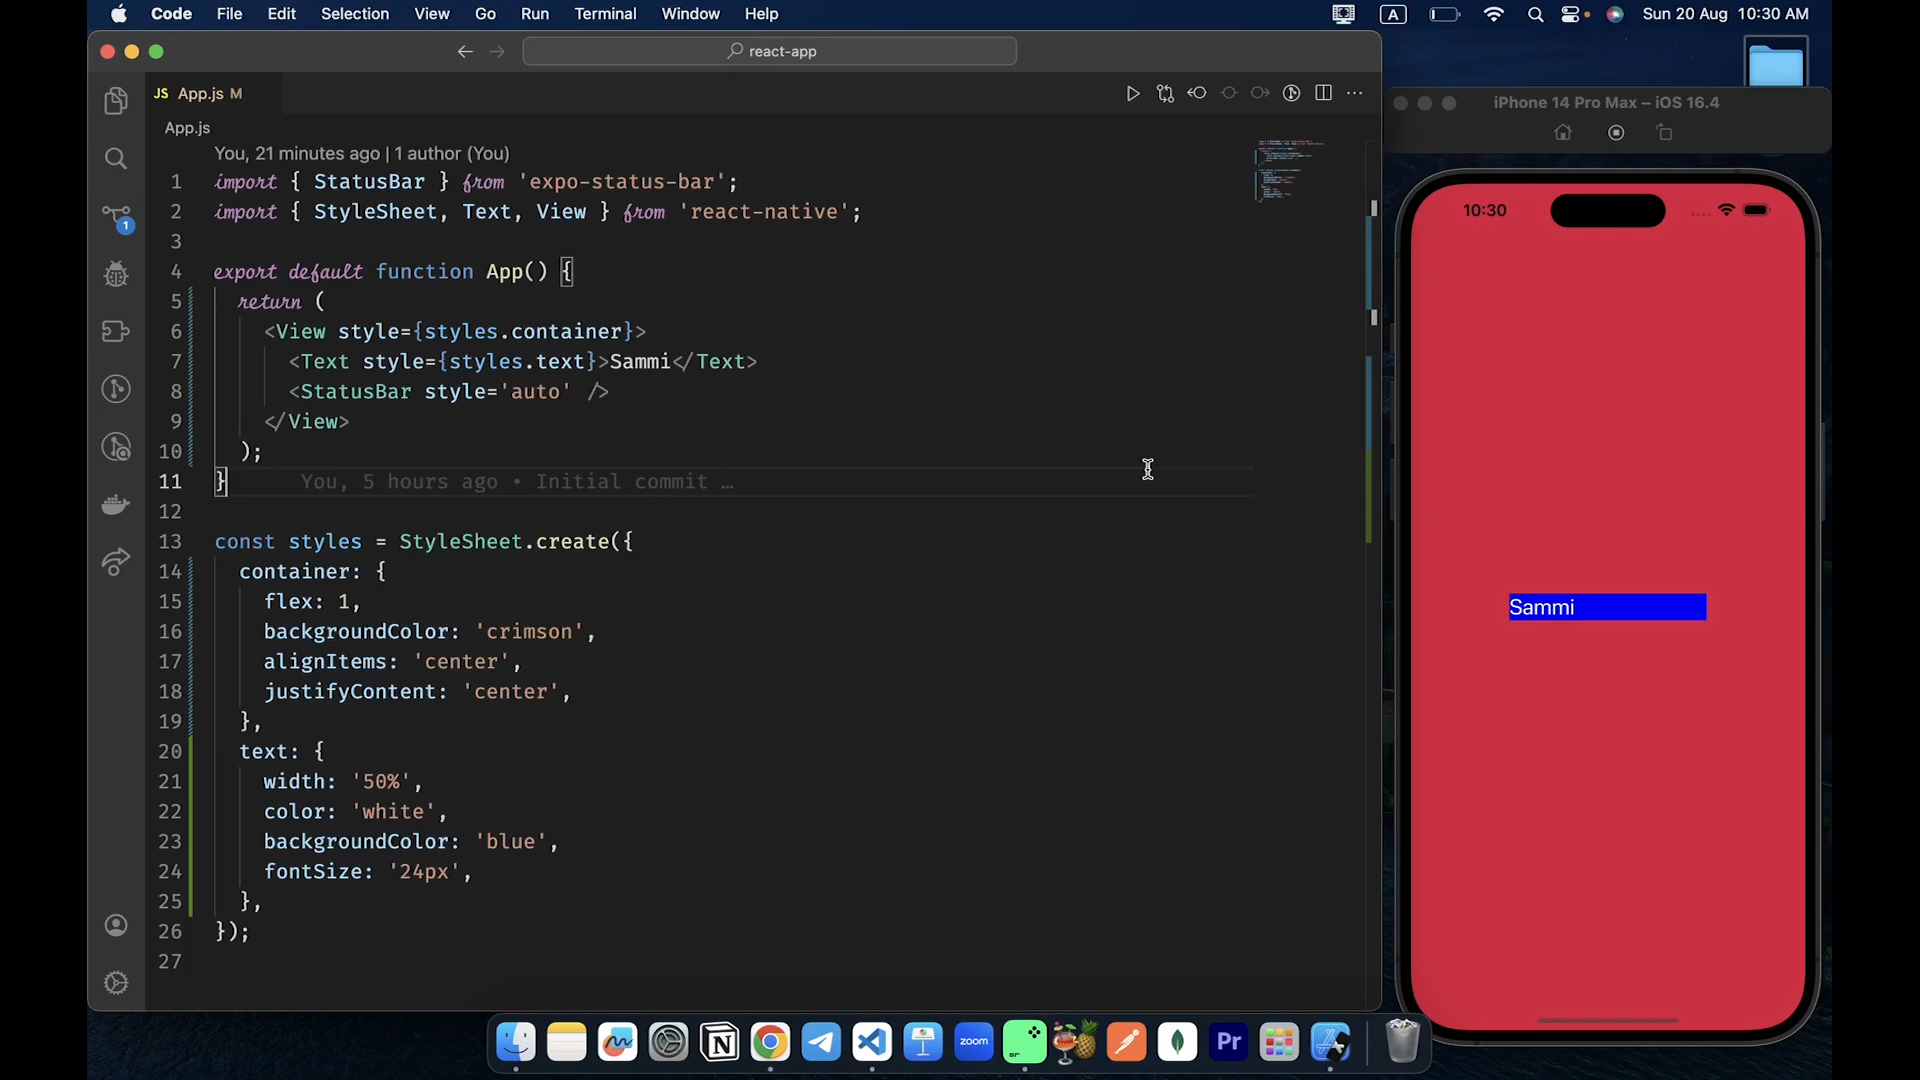 Code File Edit Selection View Go Run Terminal Window Help A Sun 20 Aug 10:30 AM
react-app
JS App.js M
App.js
You, 21 minutes ago | 1 author (You)
1 import { StatusBar } from 'expo-status-bar';
2 import { StyleSheet, Text, View } from 'react-native';
3
4 export default function App() {
5 return (
6 <View style={styles.container}>
7 <Text style={styles.text}>Sammi</Text>
8 <StatusBar style='auto' />
9 </View>
10 );
11 } You, 5 hours ago • Initial commit …
12
13 const styles = StyleSheet.create({
14 container: {
15 flex: 1,
16 backgroundColor: 'crimson',
17 alignItems: 'center',
18 justifyContent: 'center',
19 },
20 text: {
21 width: '50%',
22 color: 'white',
23 backgroundColor: 'blue',
24 fontSize: '24px',
25 },
26 });
27
1
iPhone 14 Pro Max – iOS 16.4
10:30
Sammi
zoom
sr
Pr